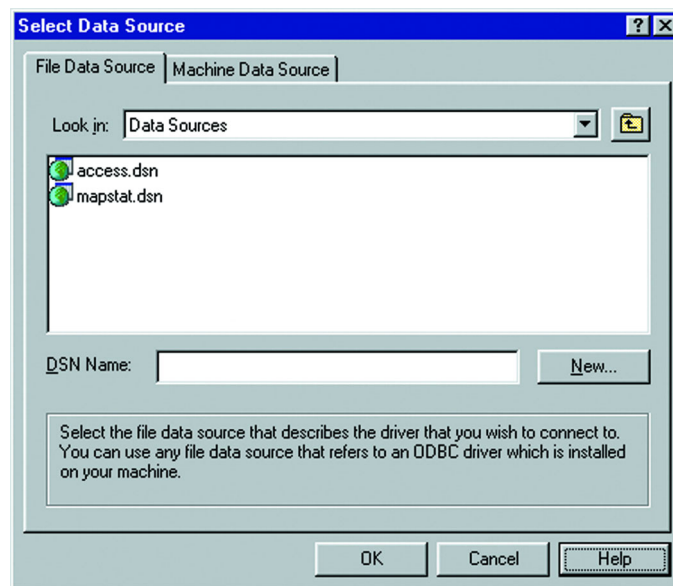 Select Data Source
File Data Source
Machine Data Source
Look in: Data Sources
access.dsn
mapstat.dsn
DSN Name:
New...
Select the file data source that describes the driver that you wish to connect to.
You can use any file data source that refers to an ODBC driver which is installed
on your machine.
OK
Cancel
Help